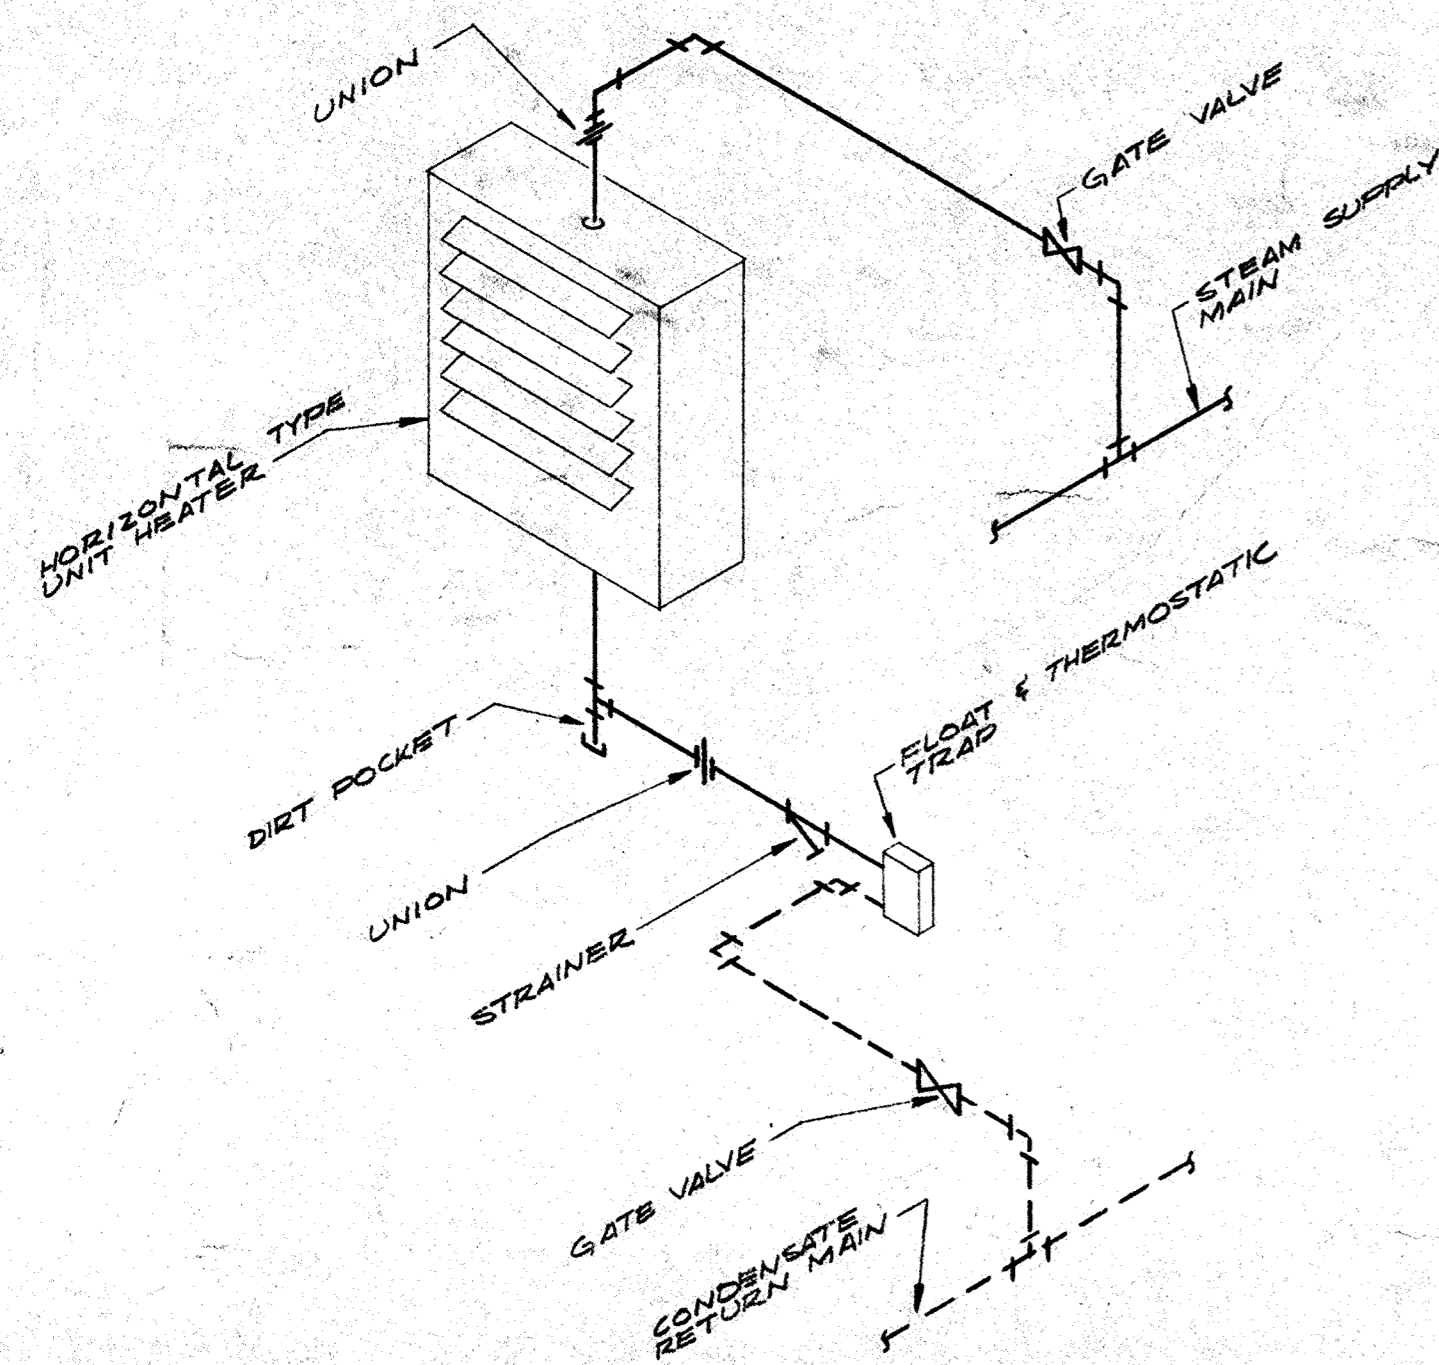 UNION
GATE VALVE
STEAM SUPPLY
MAIN
HORIZONTAL TYPE
UNIT HEATER
FLOAT & THERMOSTATIC
TRAP
DIRT POCKET
UNION
STRAINER
GATE VALVE
CONDENSATE
RETURN MAIN